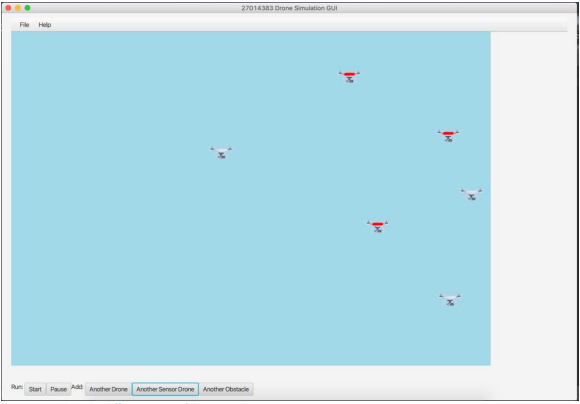 27014383 Drone Simulation GUI
File Help
Run: Start Pause Add: Another Drone Another Sensor Drone Another Obstacle